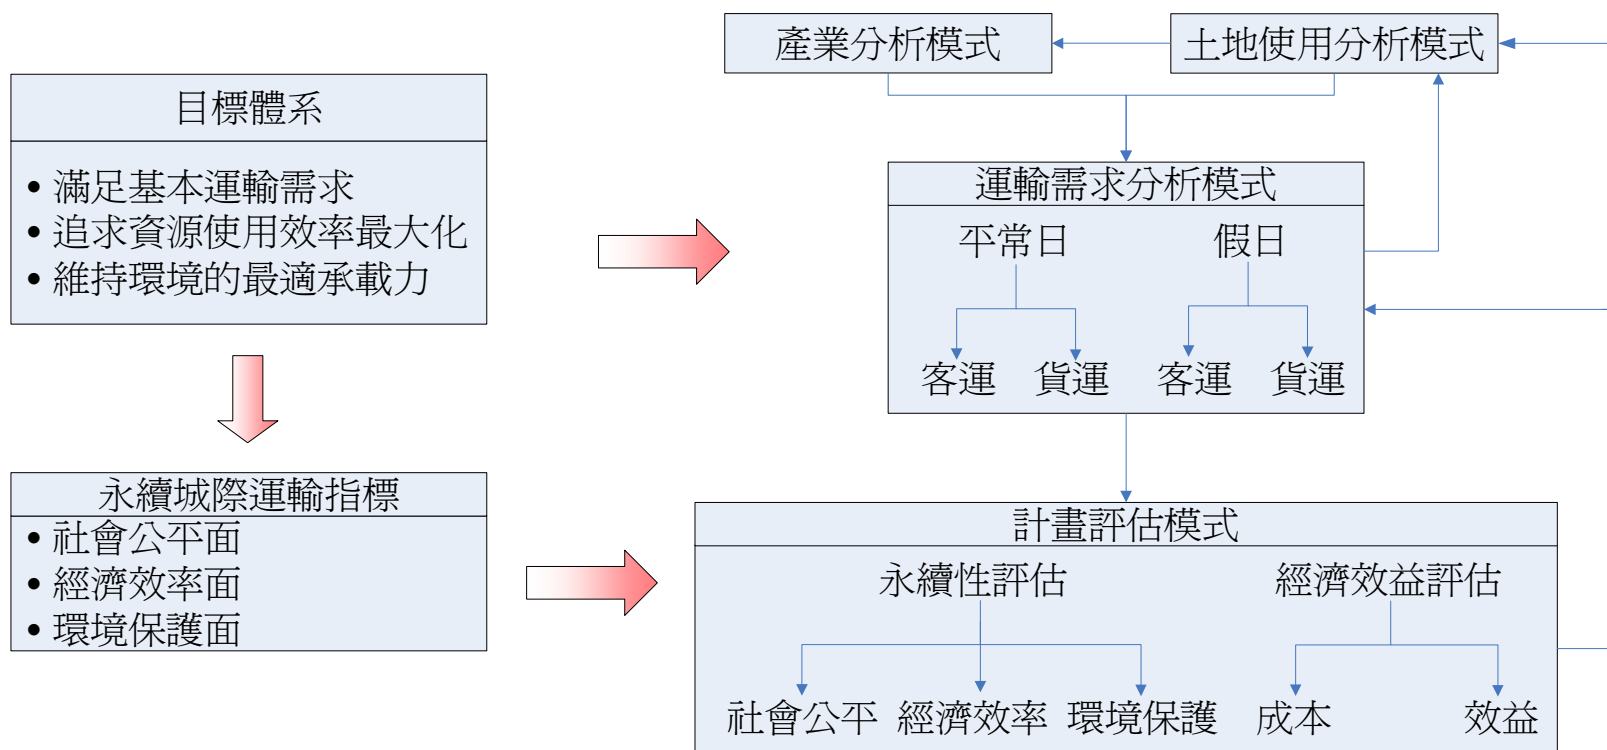 目標體系
• 滿足基本運輸需求
• 追求資源使用效率最大化
• 維持環境的最適承載力
永續城際運輸指標
• 社會公平面
• 經濟效率面
• 環境保護面
產業分析模式
土地使用分析模式
運輸需求分析模式
平常日 假日
客運 貨運 客運 貨運
計畫評估模式
永續性評估 經濟效益評估
社會公平 經濟效率 環境保護 成本 效益